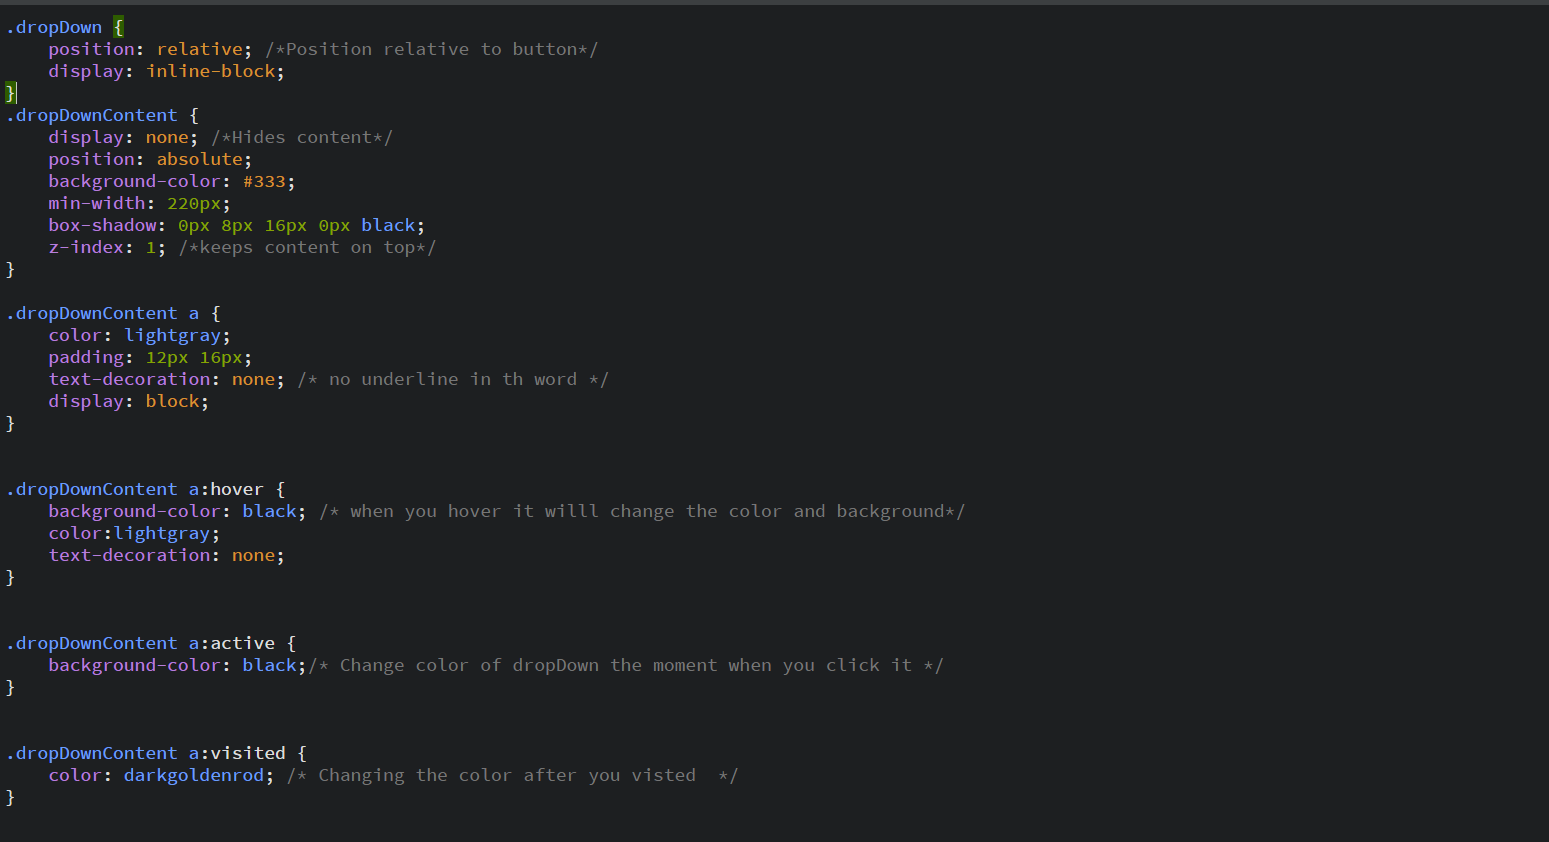 .dropDown {
    position: relative; /*Position relative to button*/
    display: inline-block;
}
.dropDownContent {
    display: none; /*Hides content*/
    position: absolute;
    background-color: #333;
    min-width: 220px;
    box-shadow: 0px 8px 16px 0px black;
    z-index: 1; /*keeps content on top*/
}
.dropDownContent a {
    color: lightgray;
    padding: 12px 16px;
    text-decoration: none; /* no underline in th word */
    display: block;
}
.dropDownContent a:hover {
    background-color: black; /* when you hover it willl change the color and background*/
    color:lightgray;
    text-decoration: none;
}
.dropDownContent a:active {
    background-color: black;/* Change color of dropDown the moment when you click it */
}
.dropDownContent a:visited {
    color: darkgoldenrod; /* Changing the color after you visted  */
}